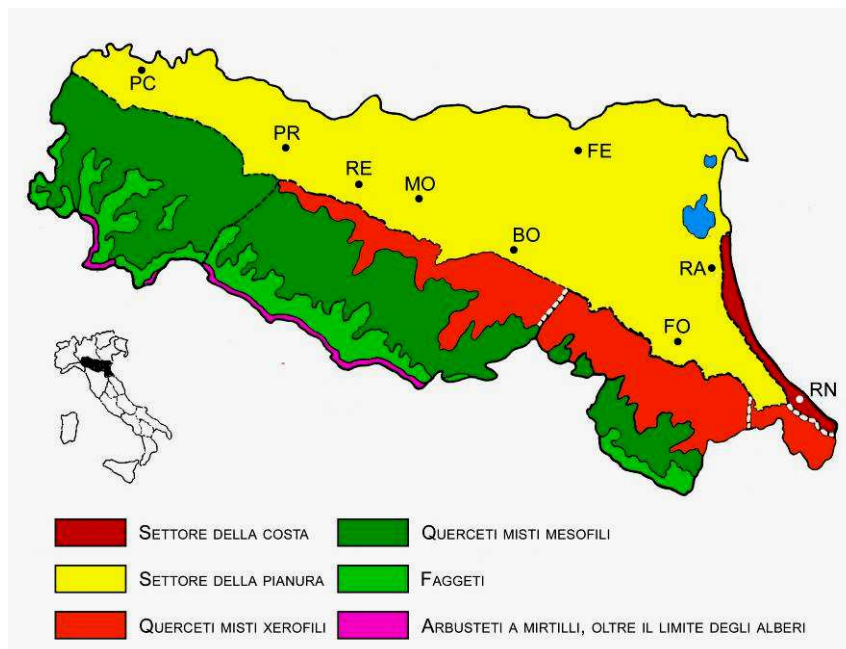 PC
PR
RE
MO
FE
BO
RA
FO
RN
SETTORE DELLA COSTA
QUERCETI MISTI MESOFILI
SETTORE DELLA PIANURA
FAGGETI
QUERCETI MISTI XEROFILI
ARBUSTETI A MIRTILLI, OLTRE IL LIMITE DEGLI ALBERI